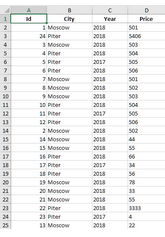 A B C D
1 Id City Year Price
2 1 Moscow 2018 501
3 24 Piter 2018 5406
4 3 Moscow 2018 503
5 4 Piter 2018 504
6 5 Piter 2017 505
7 6 Piter 2018 506
8 7 Moscow 2018 501
9 8 Moscow 2018 502
10 9 Moscow 2018 503
11 10 Piter 2018 504
12 11 Piter 2017 505
13 12 Piter 2018 506
14 2 Moscow 2018 502
15 14 Moscow 2018 44
16 15 Moscow 2018 55
17 16 Piter 2018 66
18 17 Piter 2017 34
19 18 Piter 2018 56
20 19 Moscow 2018 78
21 20 Moscow 2018 33
22 21 Moscow 2018 55
23 22 Piter 2018 3333
24 23 Piter 2017 4
25 13 Moscow 2018 22